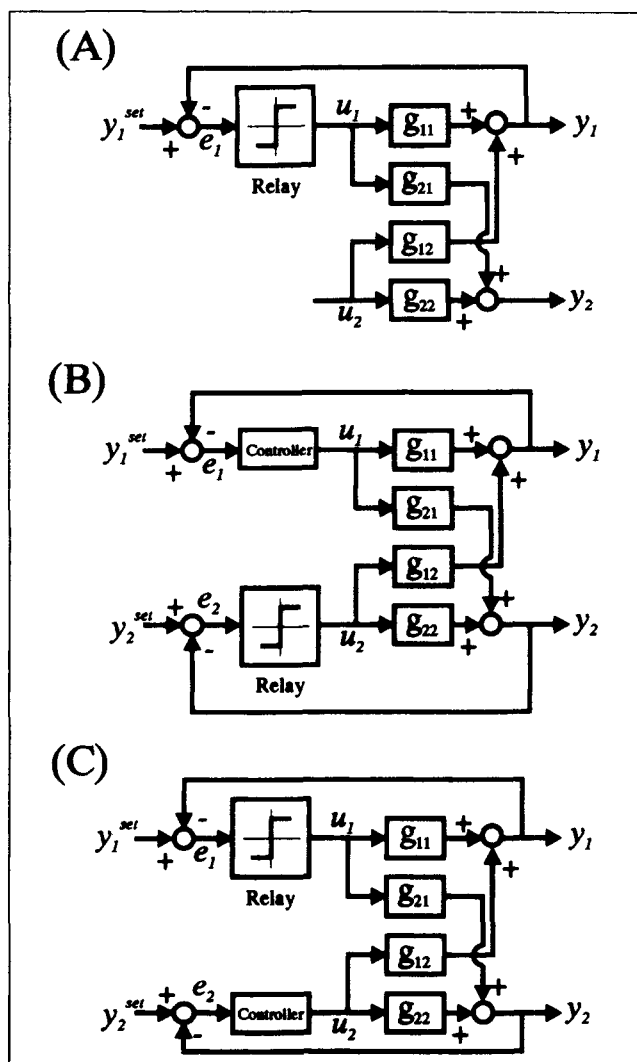 (A)
y₁ˢᵉᵗ + - e₁ Relay u₁ g₁₁ + + y₁
g₂₁
g₁₂
u₂ g₂₂ + + y₂
(B)
y₁ˢᵉᵗ + - e₁ Controller u₁ g₁₁ + + y₁
g₂₁
g₁₂
y₂ˢᵉᵗ + - e₂ Relay u₂ g₂₂ + + y₂
(C)
y₁ˢᵉᵗ + - e₁ Relay u₁ g₁₁ + + y₁
g₂₁
g₁₂
y₂ˢᵉᵗ + - e₂ Controller u₂ g₂₂ + + y₂